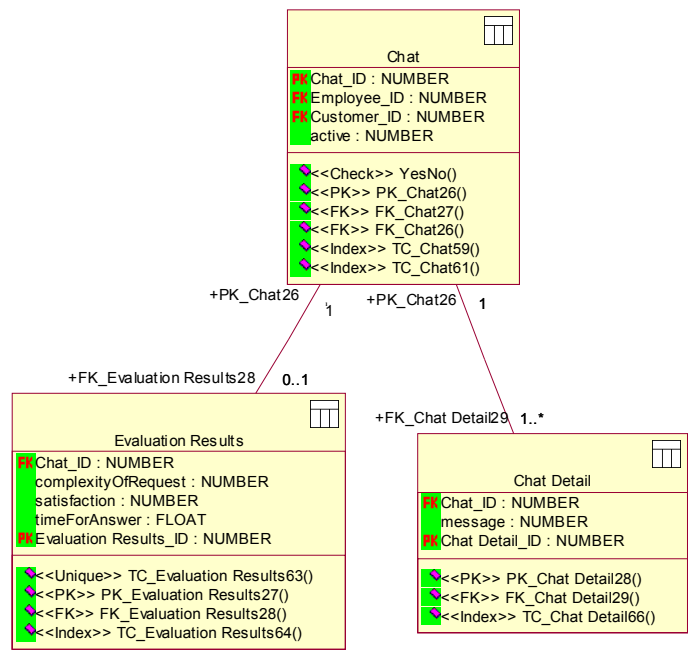 Chat
PK Chat_ID : NUMBER
FK Employee_ID : NUMBER
FK Customer_ID : NUMBER
active : NUMBER
<<Check>> YesNo()
<<PK>> PK_Chat26()
<<FK>> FK_Chat27()
<<FK>> FK_Chat26()
<<Index>> TC_Chat59()
<<Index>> TC_Chat61()
+PK_Chat26 1 +PK_Chat26 1
+FK_Evaluation Results28 0..1
+FK_Chat Detail29 1..*
Evaluation Results
FK Chat_ID : NUMBER
complexityOfRequest : NUMBER
satisfaction : NUMBER
timeForAnswer : FLOAT
PK Evaluation Results_ID : NUMBER
<<Unique>> TC_Evaluation Results63()
<<PK>> PK_Evaluation Results27()
<<FK>> FK_Evaluation Results28()
<<Index>> TC_Evaluation Results64()
Chat Detail
FK Chat_ID : NUMBER
message : NUMBER
PK Chat Detail_ID : NUMBER
<<PK>> PK_Chat Detail28()
<<FK>> FK_Chat Detail29()
<<Index>> TC_Chat Detail66()